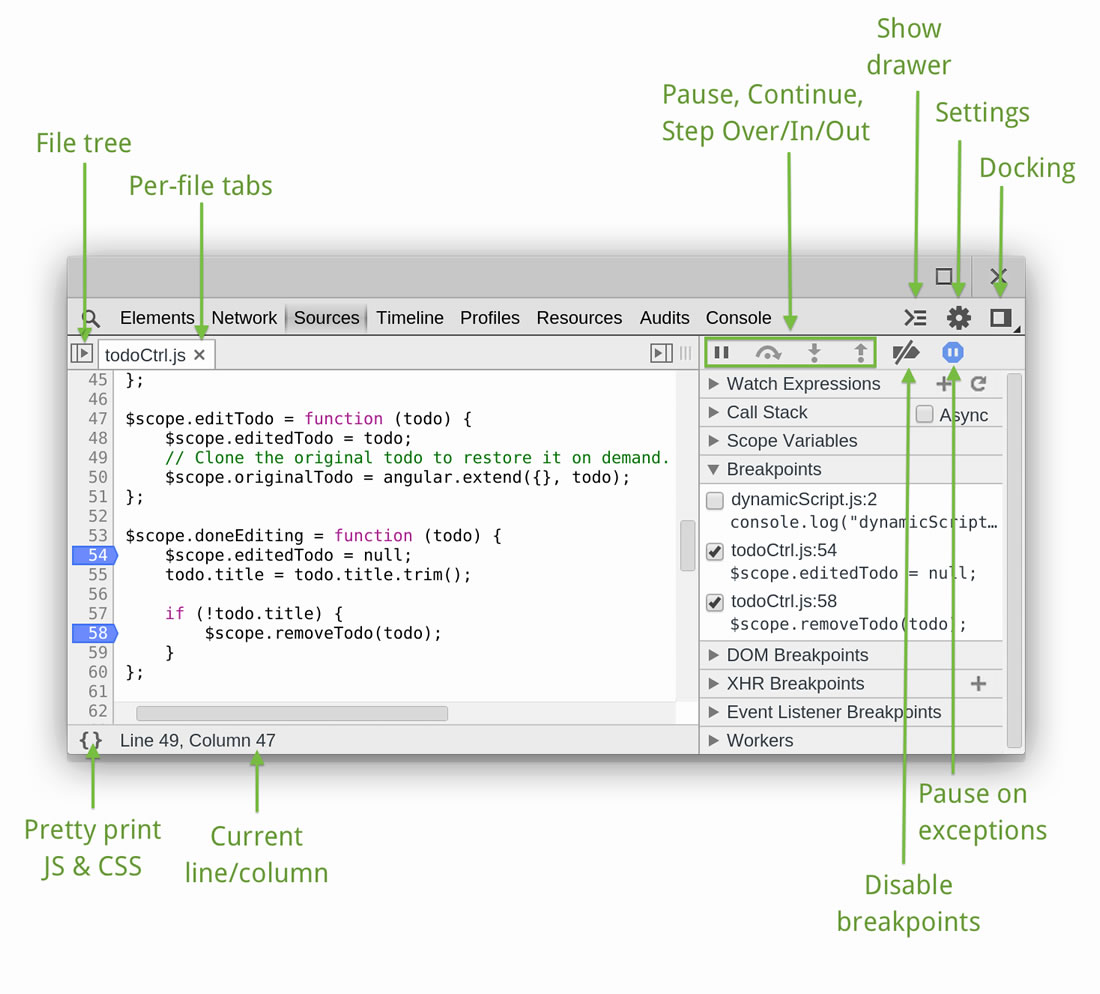 Show
drawer
Pause, Continue,
Step Over/In/Out
Settings
File tree
Docking
Per-file tabs
Elements Network Sources Timeline Profiles Resources Audits Console
todoCtrl.js ×
45 };
46
47 $scope.editTodo = function (todo) {
48 $scope.editedTodo = todo;
49 // Clone the original todo to restore it on demand.
50 $scope.originalTodo = angular.extend({}, todo);
51 };
52
53 $scope.doneEditing = function (todo) {
54 $scope.editedTodo = null;
55 todo.title = todo.title.trim();
56
57 if (!todo.title) {
58 $scope.removeTodo(todo);
59 }
60 };
61
62
{ } Line 49, Column 47
Watch Expressions
Call Stack Async
Scope Variables
Breakpoints
dynamicScript.js:2
console.log("dynamicScript…
todoCtrl.js:54
$scope.editedTodo = null;
todoCtrl.js:58
$scope.removeTodo(todo);
DOM Breakpoints
XHR Breakpoints
Event Listener Breakpoints
Workers
Pretty print
JS & CSS
Current
line/column
Pause on
exceptions
Disable
breakpoints